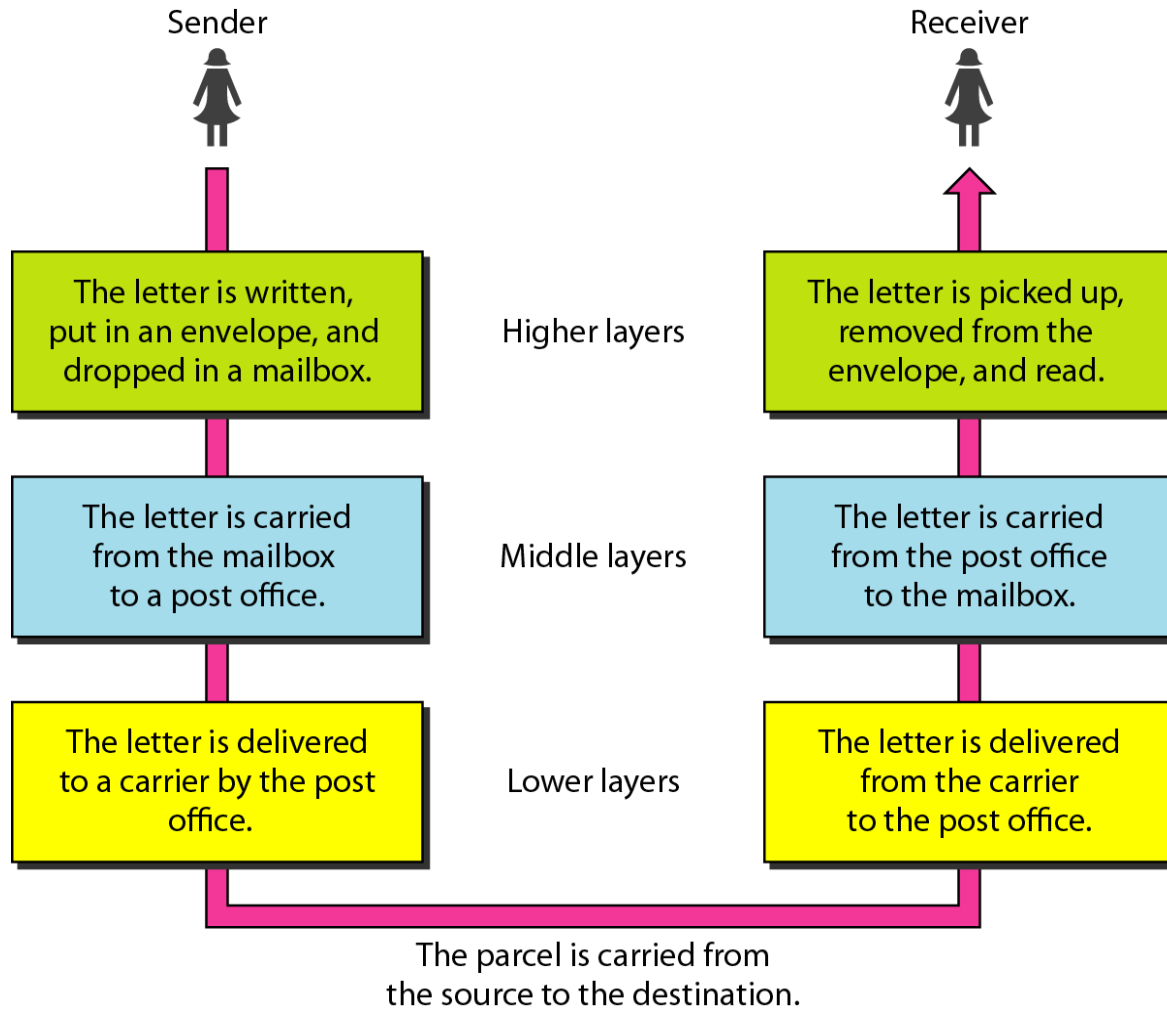 Sender
Receiver
The letter is written,
put in an envelope, and
dropped in a mailbox.
Higher layers
The letter is picked up,
removed from the
envelope, and read.
The letter is carried
from the mailbox
to a post office.
Middle layers
The letter is carried
from the post office
to the mailbox.
The letter is delivered
to a carrier by the post
office.
Lower layers
The letter is delivered
from the carrier
to the post office.
The parcel is carried from
the source to the destination.